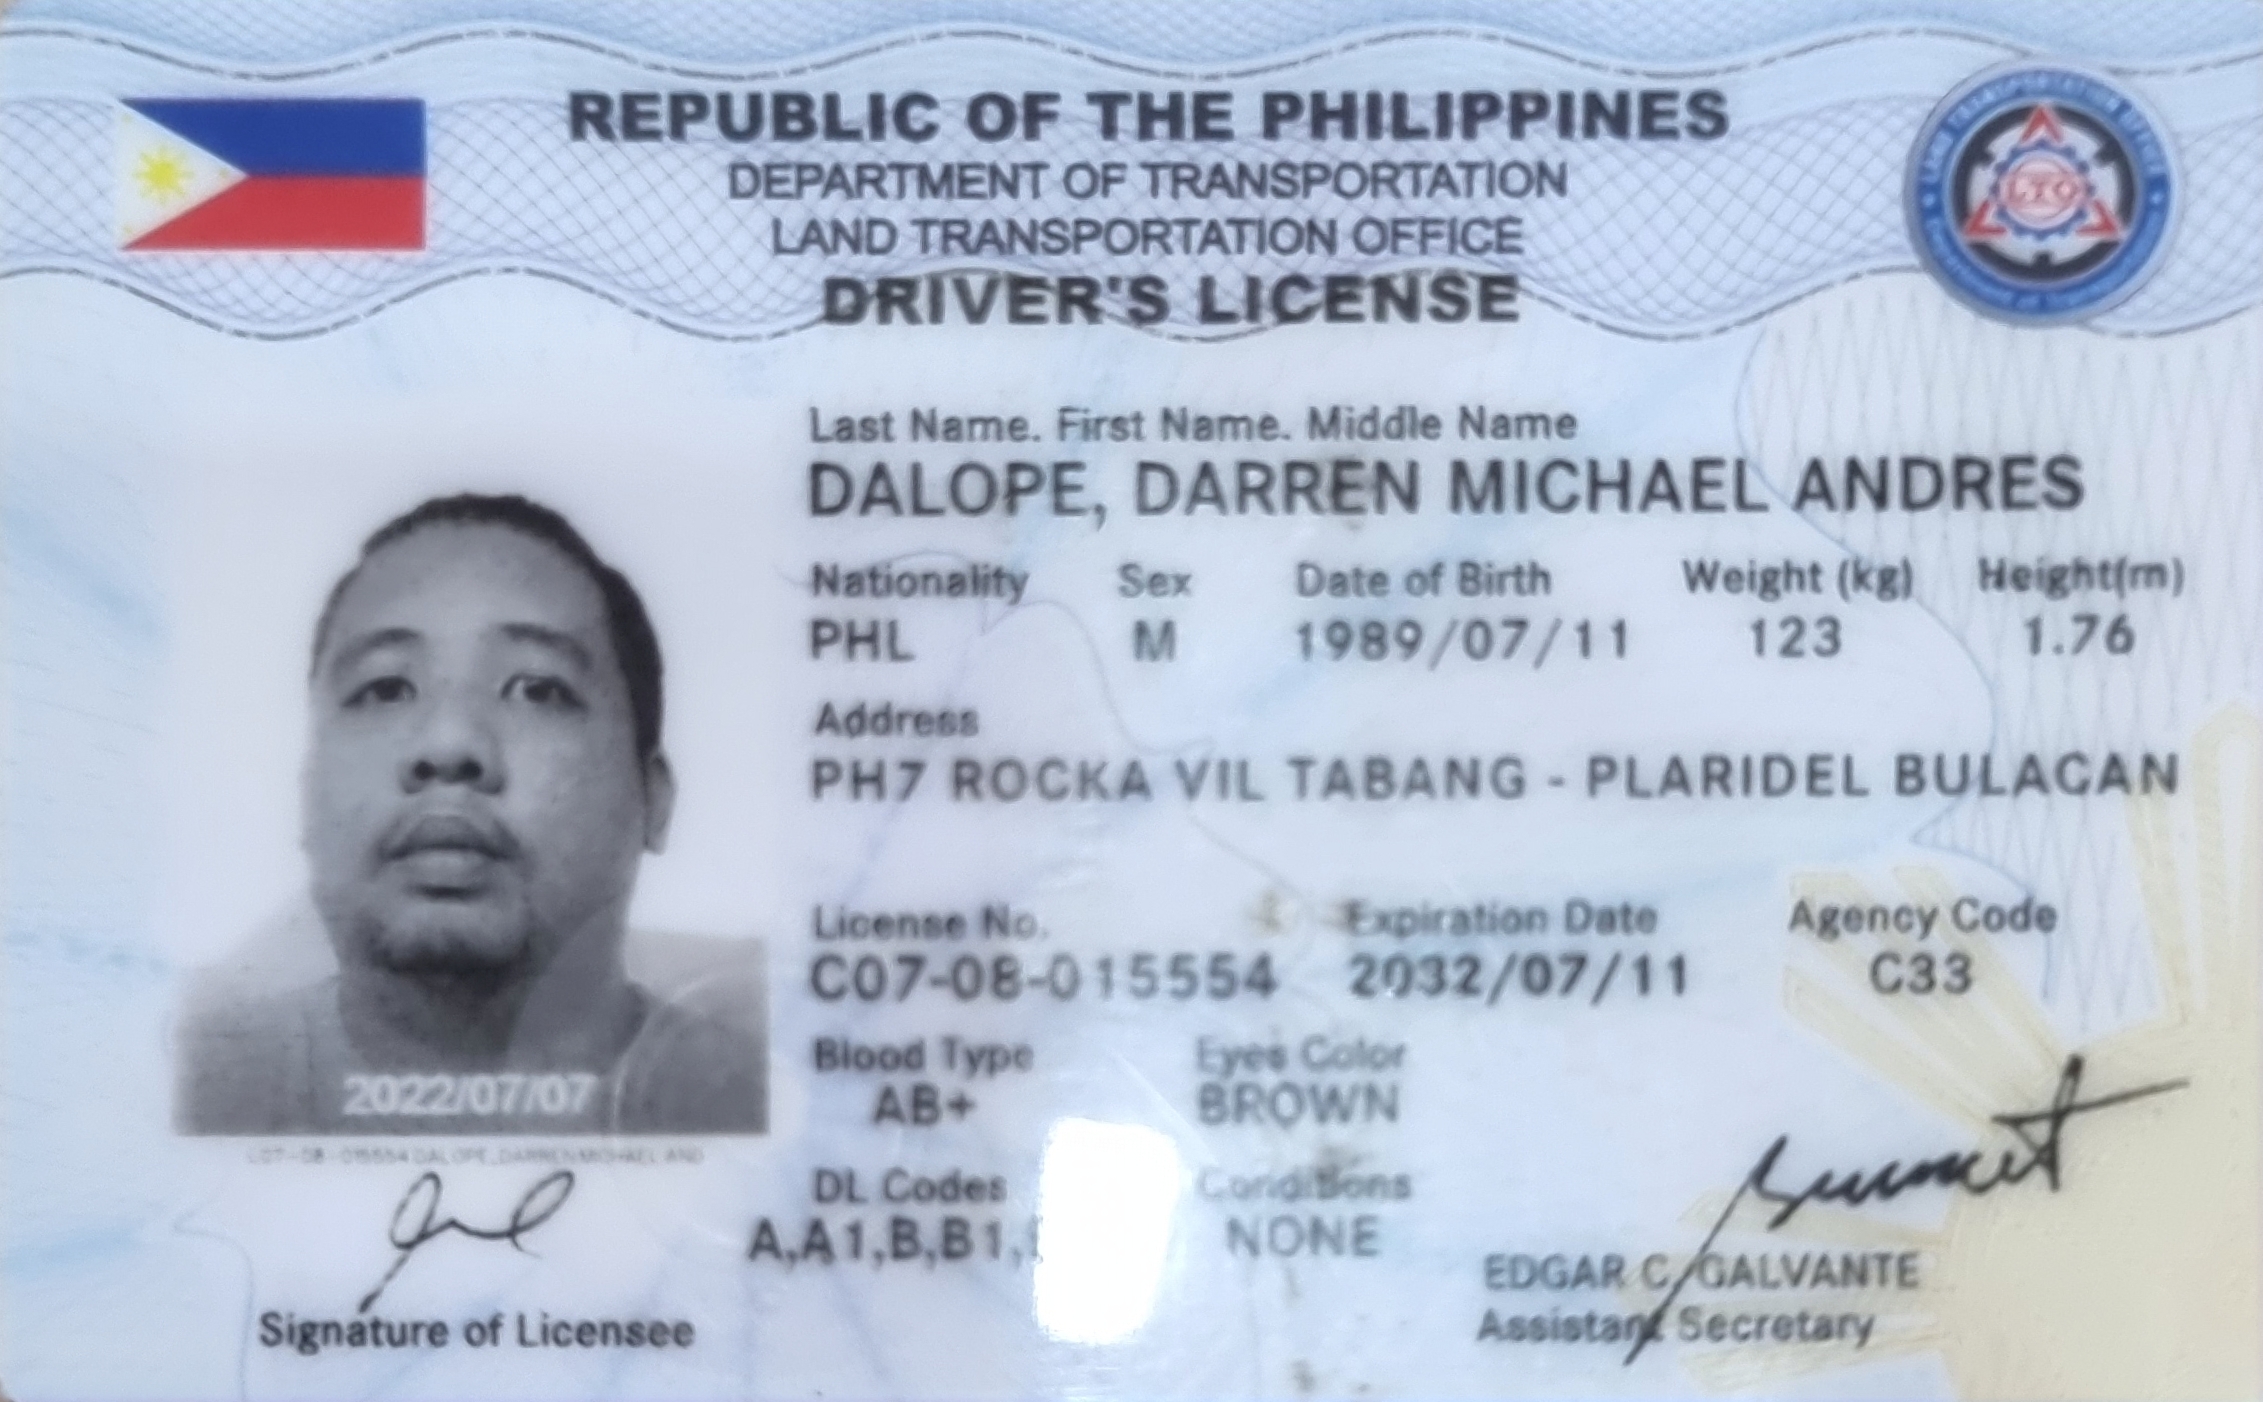 REPUBLIC OF THE PHILIPPINES
DEPARTMENT OF TRANSPORTATION
LAND TRANSPORTATION OFFICE
DRIVER'S LICENSE
LTO
Last Name. First Name. Middle Name
DALOPE, DARREN MICHAEL ANDRES
Nationality Sex Date of Birth Weight (kg) Height(m)
PHL M 1989/07/11 123 1.76
Address
PH7 ROCKA VIL TABANG - PLARIDEL BULACAN
License No. Expiration Date Agency Code
C07-08-015554 2032/07/11 C33
Blood Type Eyes Color
AB+ BROWN
DL Codes Conditions
A,A1,B,B1, NONE
2022/07/07
C07-08-015554 DALOPE, DARREN MICHAEL AND
Signature of Licensee
EDGAR C. GALVANTE
Assistant Secretary